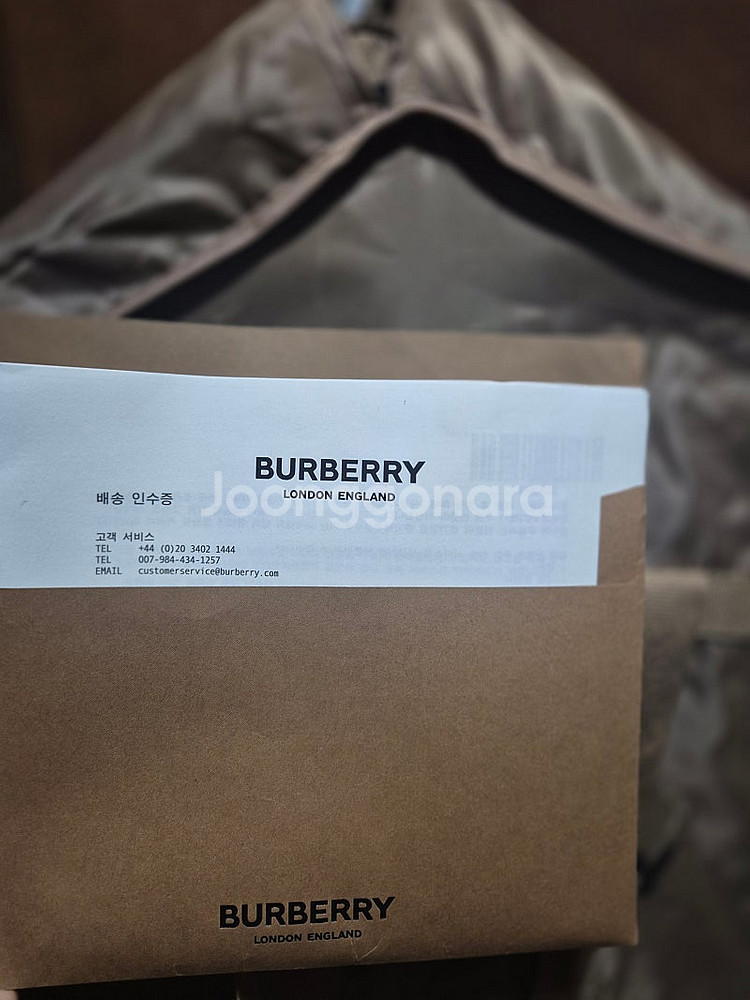 BURBERRY
LONDON ENGLAND
배송 인수증
Joonggonara
고객 서비스
TEL +44 (0)20 3402 1444
TEL 007-984-434-1257
EMAIL customerservice@burberry.com
BURBERRY
LONDON ENGLAND